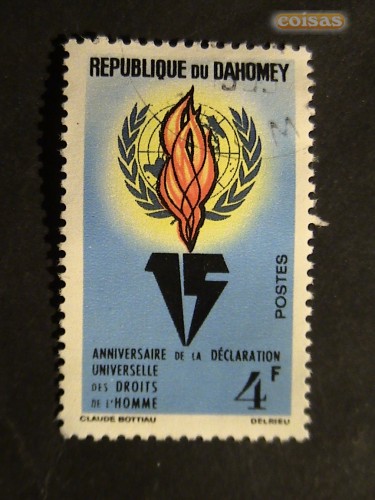 coisas
REPUBLIQUE DU DAHOMEY
15
POSTES
ANNIVERSAIRE DE LA DÉCLARATION
UNIVERSELLE
DES DROITS
DE L'HOMME
4F
CLAUDE BOTTIAU
DELRIEU